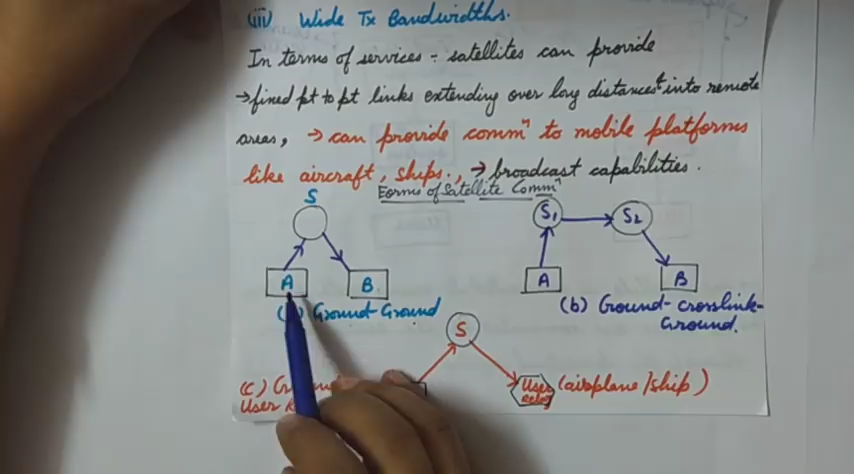 (iii) Wide Tx Bandwidths.
In terms of services - satellites can provide
→ fixed pt to pt links extending over long distances & into remote
areas, → can provide commⁿ to mobile platforms
like aircraft, ships., → broadcast capabilities.
Forms of Satellite Commⁿ
S
S₁ S₂
A B
A B
Ground-Ground
(b) Ground-crosslink-
Ground.
S
(c)
User
User
Relay
(airplane/ship)